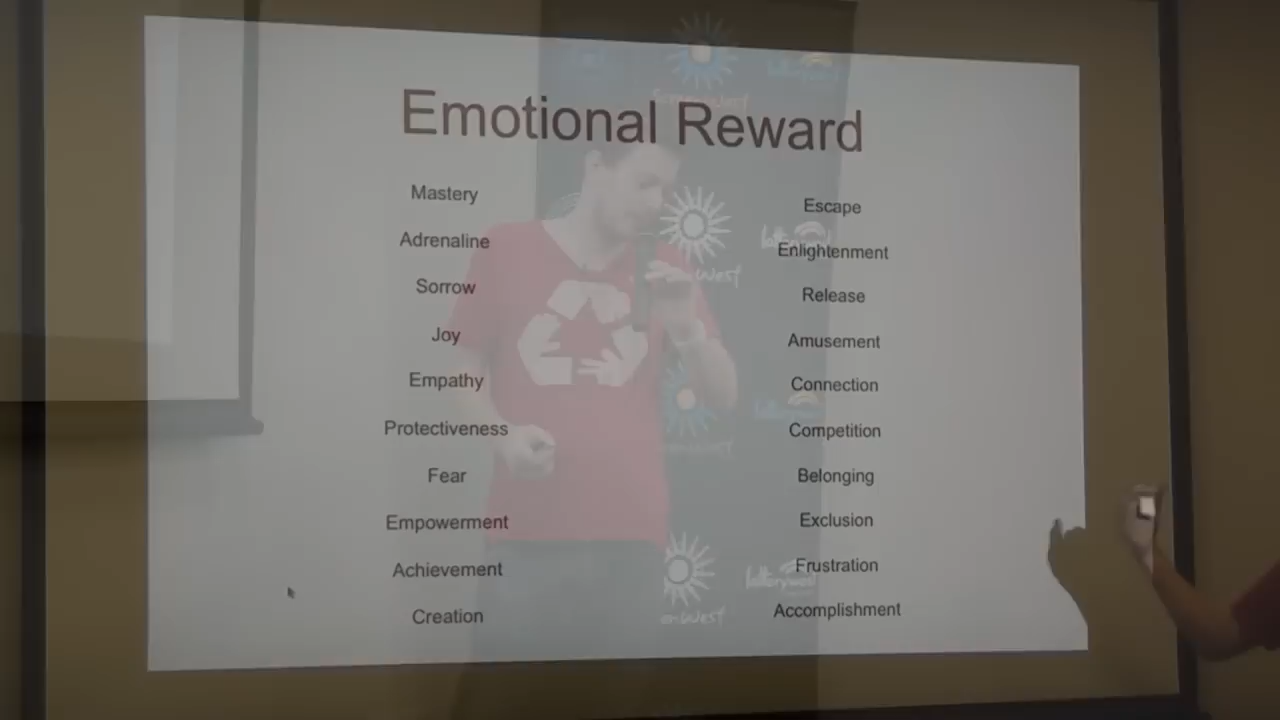 Emotional Reward
Mastery
Adrenaline
Sorrow
Joy
Empathy
Protectiveness
Fear
Empowerment
Achievement
Creation
Escape
Enlightenment
Release
Amusement
Connection
Competition
Belonging
Exclusion
Frustration
Accomplishment
lotterywest